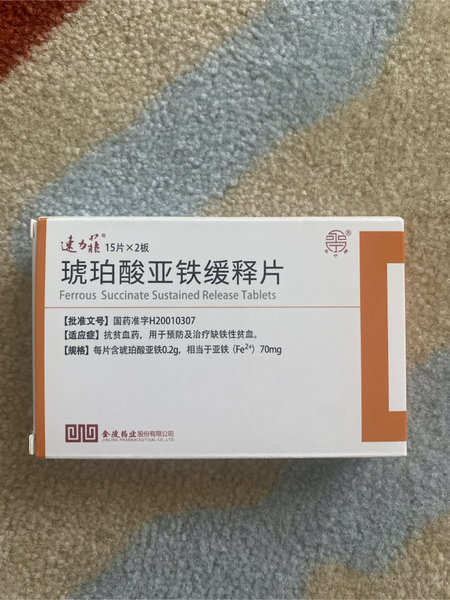 速力菲 15片×2板
琥珀酸亚铁缓释片
Ferrous Succinate Sustained Release Tablets
【批准文号】国药准字H20010307
【适应症】抗贫血药，用于预防及治疗缺铁性贫血。
【规格】每片含琥珀酸亚铁0.2g，相当于亚铁（Fe²⁺）70mg
金陵药业股份有限公司
JINLING PHARMACEUTICAL CO.,LTD